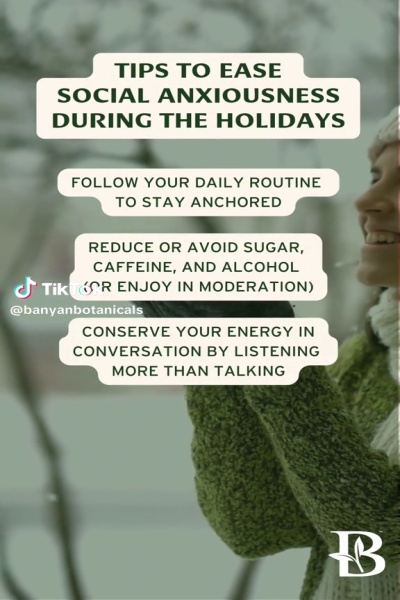 TIPS TO EASE
SOCIAL ANXIOUSNESS
DURING THE HOLIDAYS
FOLLOW YOUR DAILY ROUTINE
TO STAY ANCHORED
REDUCE OR AVOID SUGAR,
CAFFEINE, AND ALCOHOL
(OR ENJOY IN MODERATION)
TikTok
@banyanbotanicals
CONSERVE YOUR ENERGY IN
CONVERSATION BY LISTENING
MORE THAN TALKING
B